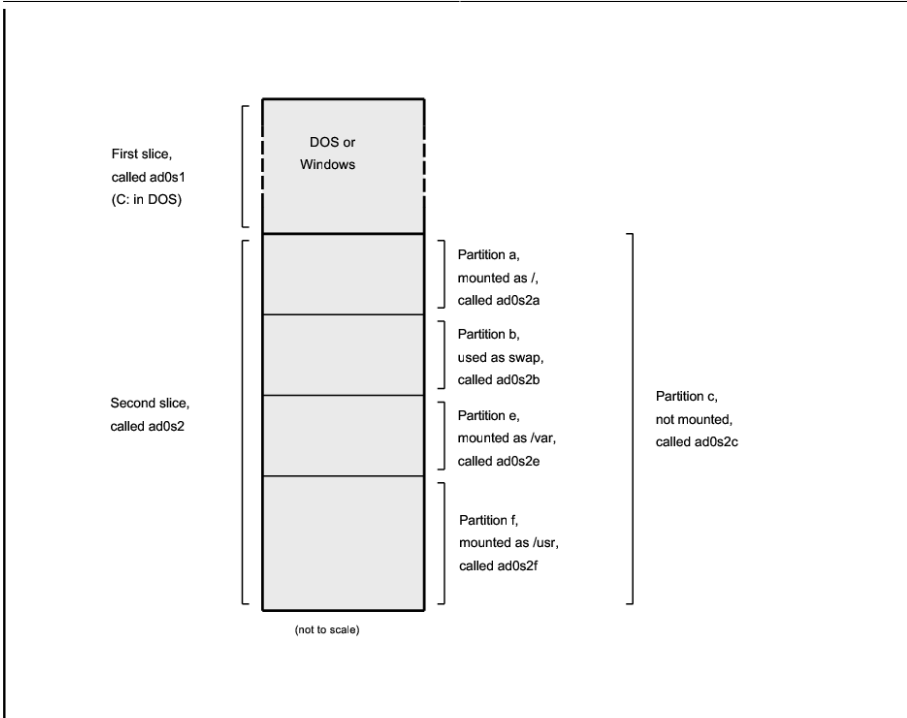 DOS or
Windows
First slice,
called ad0s1
(C: in DOS)
Partition a,
mounted as /,
called ad0s2a
Partition b,
used as swap,
called ad0s2b
Second slice,
called ad0s2
Partition e,
mounted as /var,
called ad0s2e
Partition c,
not mounted,
called ad0s2c
Partition f,
mounted as /usr,
called ad0s2f
(not to scale)